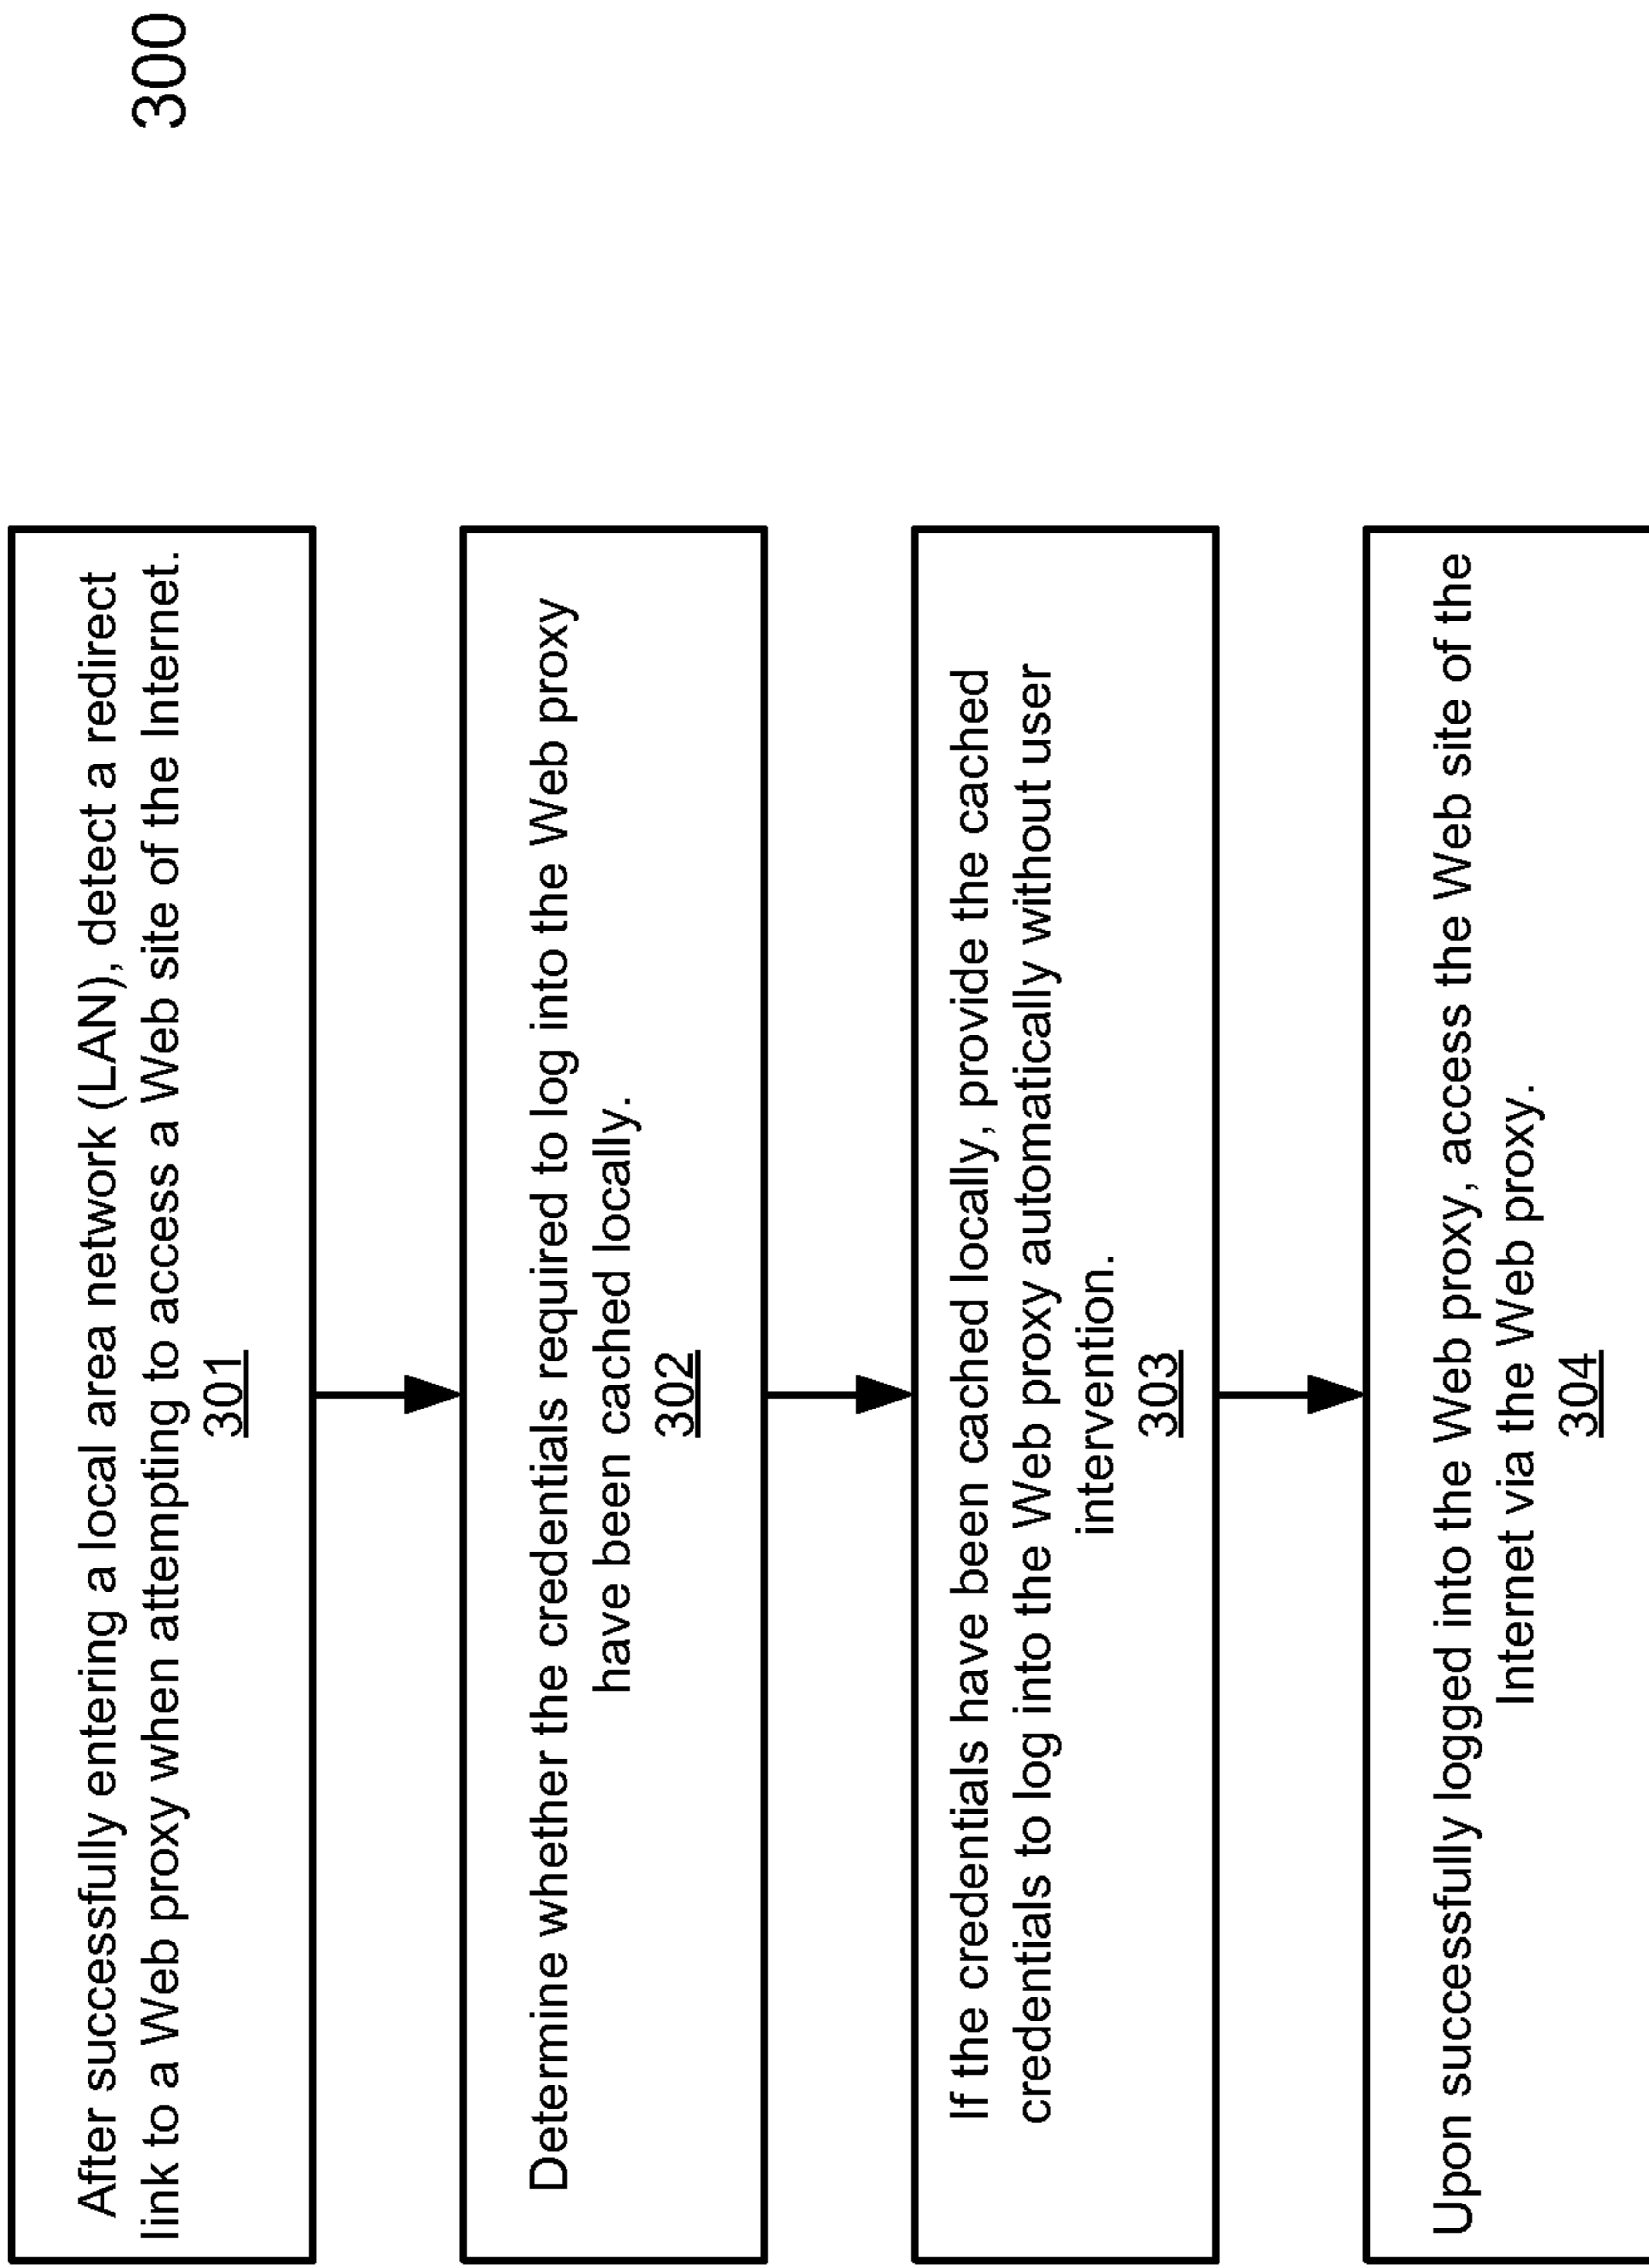 300
After successfully entering a local area network (LAN), detect a redirect
link to a Web proxy when attempting to access a Web site of the Internet.
301
Determine whether the credentials required to log into the Web proxy
have been cached locally.
302
If the credentials have been cached locally, provide the cached
credentials to log into the Web proxy automatically without user
intervention.
303
Upon successfully logged into the Web proxy, access the Web site of the
Internet via the Web proxy.
304